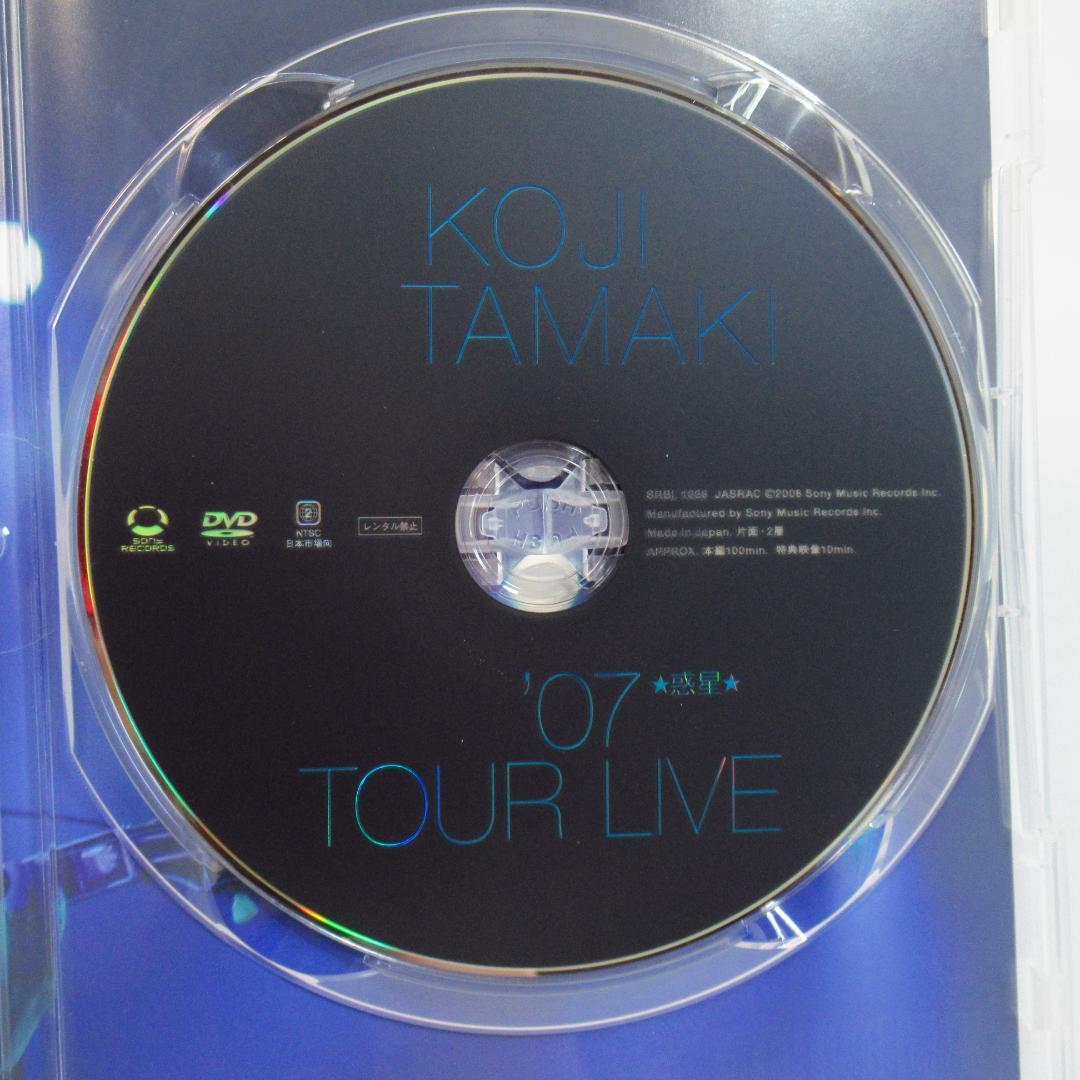 KOJI
TAMAKI
SONY
RECORDS
DVD
VIDEO
2
NTSC
日本市場向
レンタル禁止
JASRAC ©2008 Sony Music Records Inc.
Manufactured by Sony Music Records Inc.
Made in Japan. 片面・2層
APPROX. 本編100min. 特典映像10min.
'07 ★惑星★
TOUR LIVE